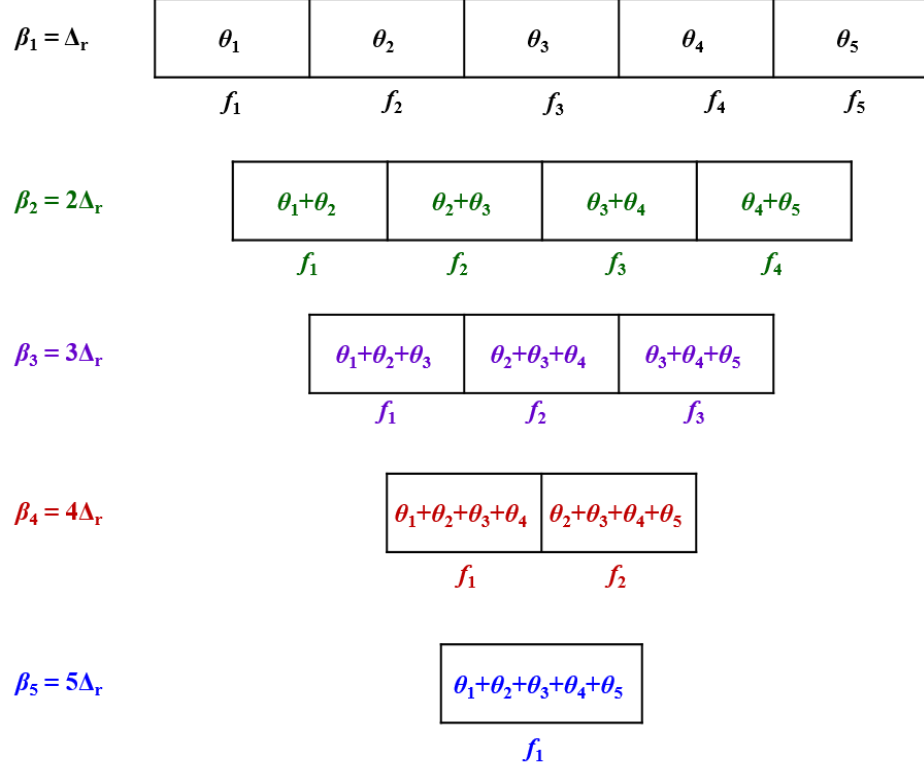 β₁ = Δᵣ θ₁ θ₂ θ₃ θ₄ θ₅
f₁ f₂ f₃ f₄ f₅
β₂ = 2Δᵣ θ₁+θ₂ θ₂+θ₃ θ₃+θ₄ θ₄+θ₅
f₁ f₂ f₃ f₄
β₃ = 3Δᵣ θ₁+θ₂+θ₃ θ₂+θ₃+θ₄ θ₃+θ₄+θ₅
f₁ f₂ f₃
β₄ = 4Δᵣ θ₁+θ₂+θ₃+θ₄ θ₂+θ₃+θ₄+θ₅
f₁ f₂
β₅ = 5Δᵣ θ₁+θ₂+θ₃+θ₄+θ₅
f₁